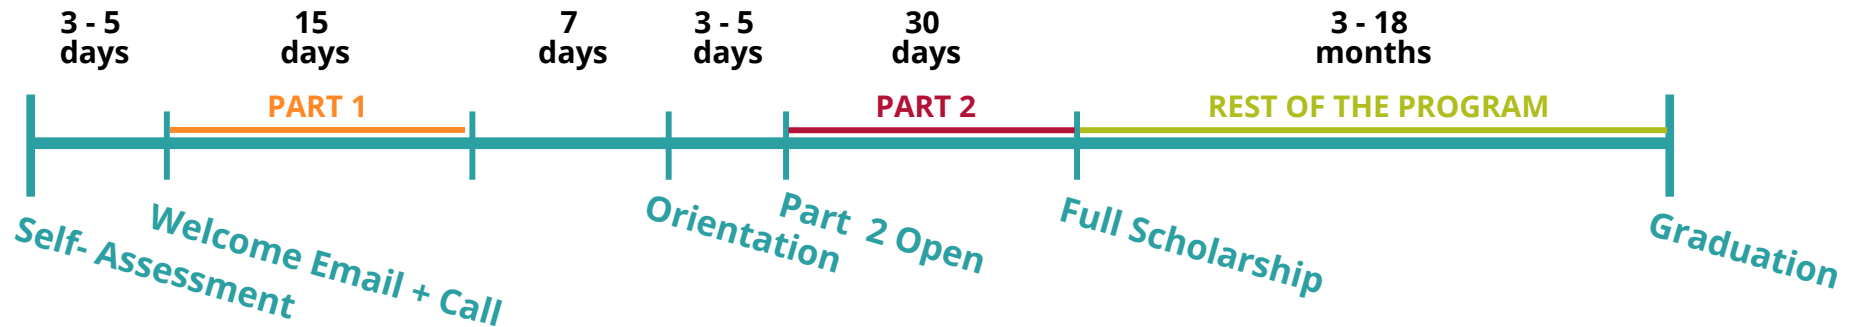 3 - 5
days
15
days
7
days
3 - 5
days
30
days
3 - 18
months
PART 1
PART 2
REST OF THE PROGRAM
Self- Assessment
Welcome Email + Call
Orientation
Part 2 Open
Full Scholarship
Graduation